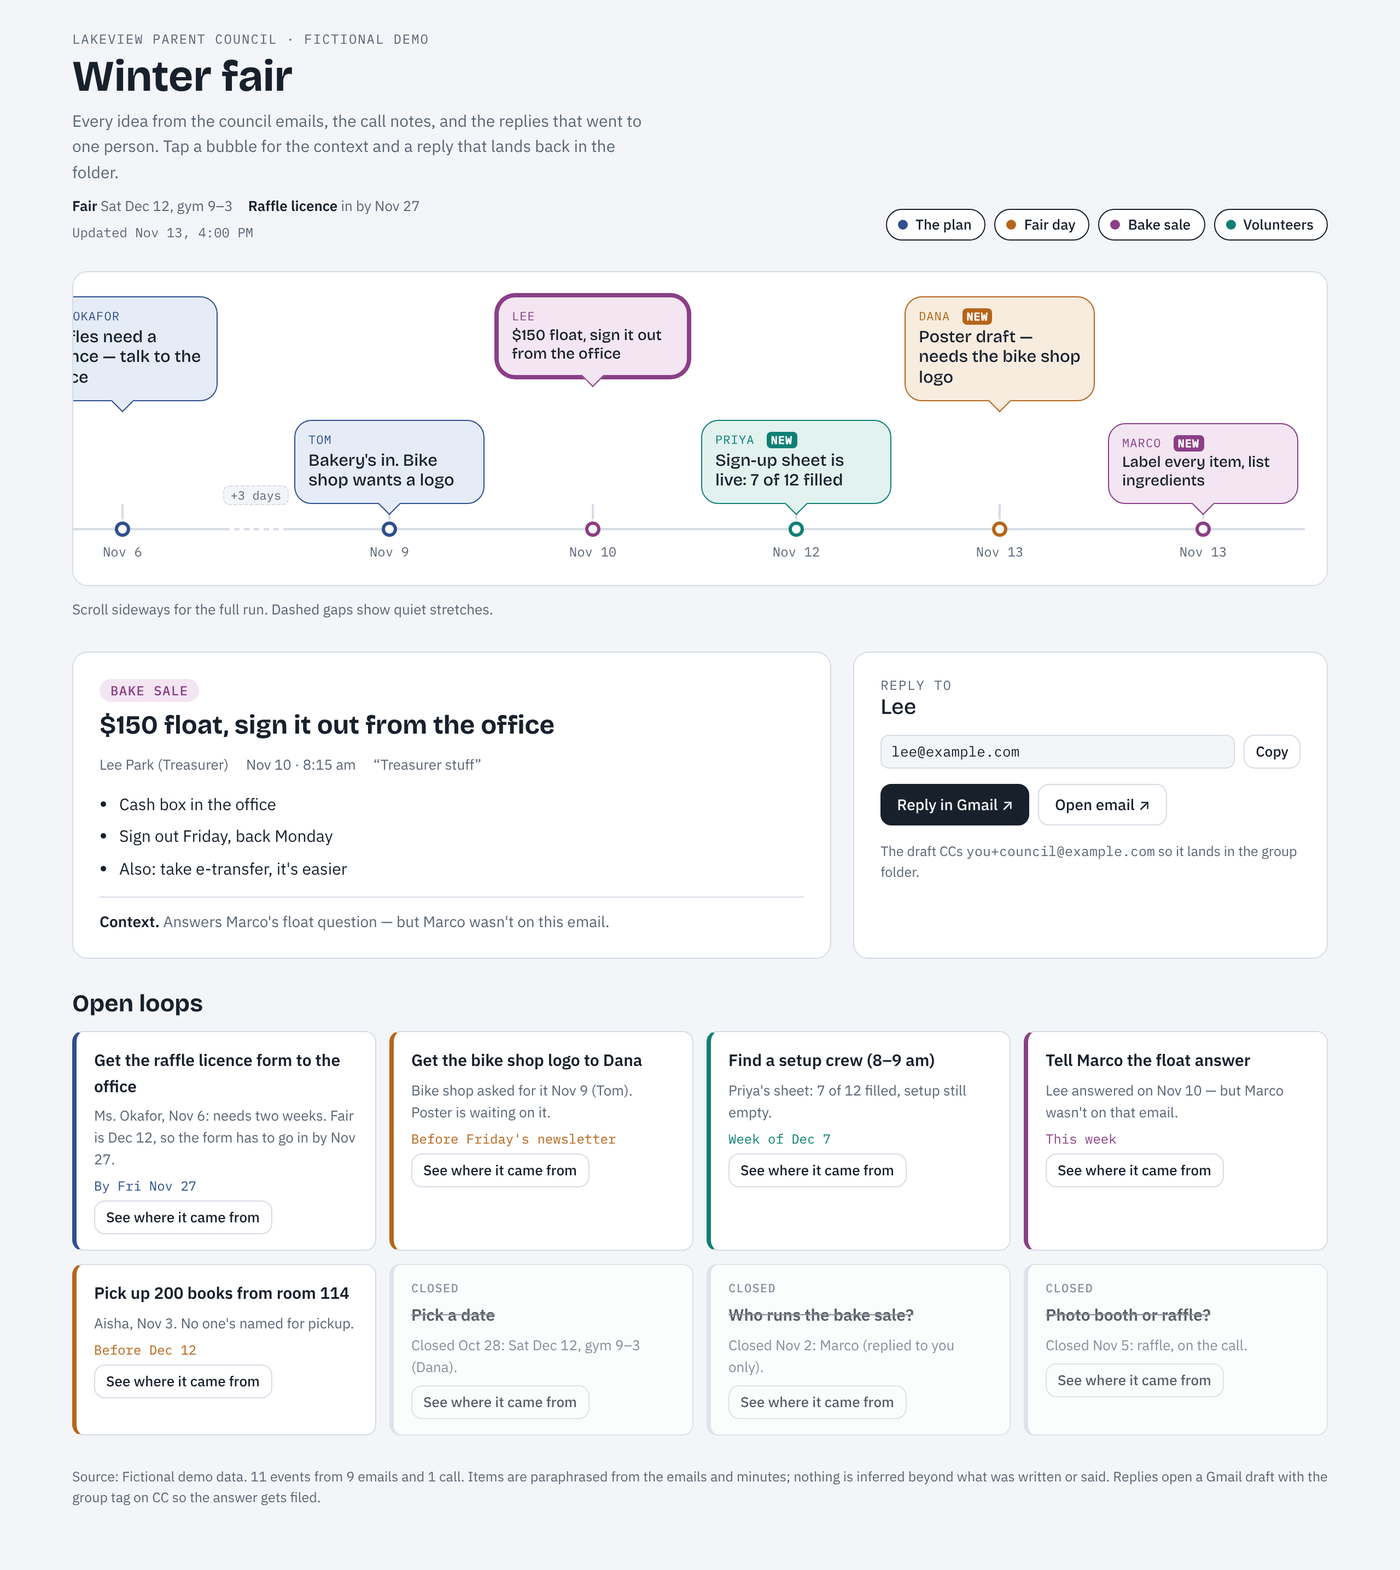 LAKEVIEW PARENT COUNCIL · FICTIONAL DEMO
Winter fair
Every idea from the council emails, the call notes, and the replies that went to
one person. Tap a bubble for the context and a reply that lands back in the
folder.
Fair Sat Dec 12, gym 9–3 Raffle licence in by Nov 27
Updated Nov 13, 4:00 PM
The plan
Fair day
Bake sale
Volunteers
OKAFOR
fles need a
nce — talk to the
ce
LEE
$150 float, sign it out
from the office
DANA NEW
Poster draft —
needs the bike shop
logo
TOM
Bakery's in. Bike
shop wants a logo
PRIYA NEW
Sign-up sheet is
live: 7 of 12 filled
MARCO NEW
Label every item, list
ingredients
+3 days
Nov 6
Nov 9
Nov 10
Nov 12
Nov 13
Nov 13
Scroll sideways for the full run. Dashed gaps show quiet stretches.
BAKE SALE
$150 float, sign it out from the office
Lee Park (Treasurer) Nov 10 · 8:15 am “Treasurer stuff”
• Cash box in the office
• Sign out Friday, back Monday
• Also: take e-transfer, it's easier
Context. Answers Marco's float question — but Marco wasn't on this email.
REPLY TO
Lee
lee@example.com
Copy
Reply in Gmail ↗
Open email ↗
The draft CCs you+council@example.com so it lands in the group
folder.
Open loops
Get the raffle licence form to the
office
Ms. Okafor, Nov 6: needs two weeks. Fair
is Dec 12, so the form has to go in by Nov
27.
By Fri Nov 27
See where it came from
Get the bike shop logo to Dana
Bike shop asked for it Nov 9 (Tom).
Poster is waiting on it.
Before Friday's newsletter
See where it came from
Find a setup crew (8–9 am)
Priya's sheet: 7 of 12 filled, setup still
empty.
Week of Dec 7
See where it came from
Tell Marco the float answer
Lee answered on Nov 10 — but Marco
wasn't on that email.
This week
See where it came from
Pick up 200 books from room 114
Aisha, Nov 3. No one's named for pickup.
Before Dec 12
See where it came from
CLOSED
Pick a date
Closed Oct 28: Sat Dec 12, gym 9–3
(Dana).
See where it came from
CLOSED
Who runs the bake sale?
Closed Nov 2: Marco (replied to you
only).
See where it came from
CLOSED
Photo booth or raffle?
Closed Nov 5: raffle, on the call.
See where it came from
Source: Fictional demo data. 11 events from 9 emails and 1 call. Items are paraphrased from the emails and minutes; nothing is inferred beyond what was written or said. Replies open a Gmail draft with the
group tag on CC so the answer gets filed.